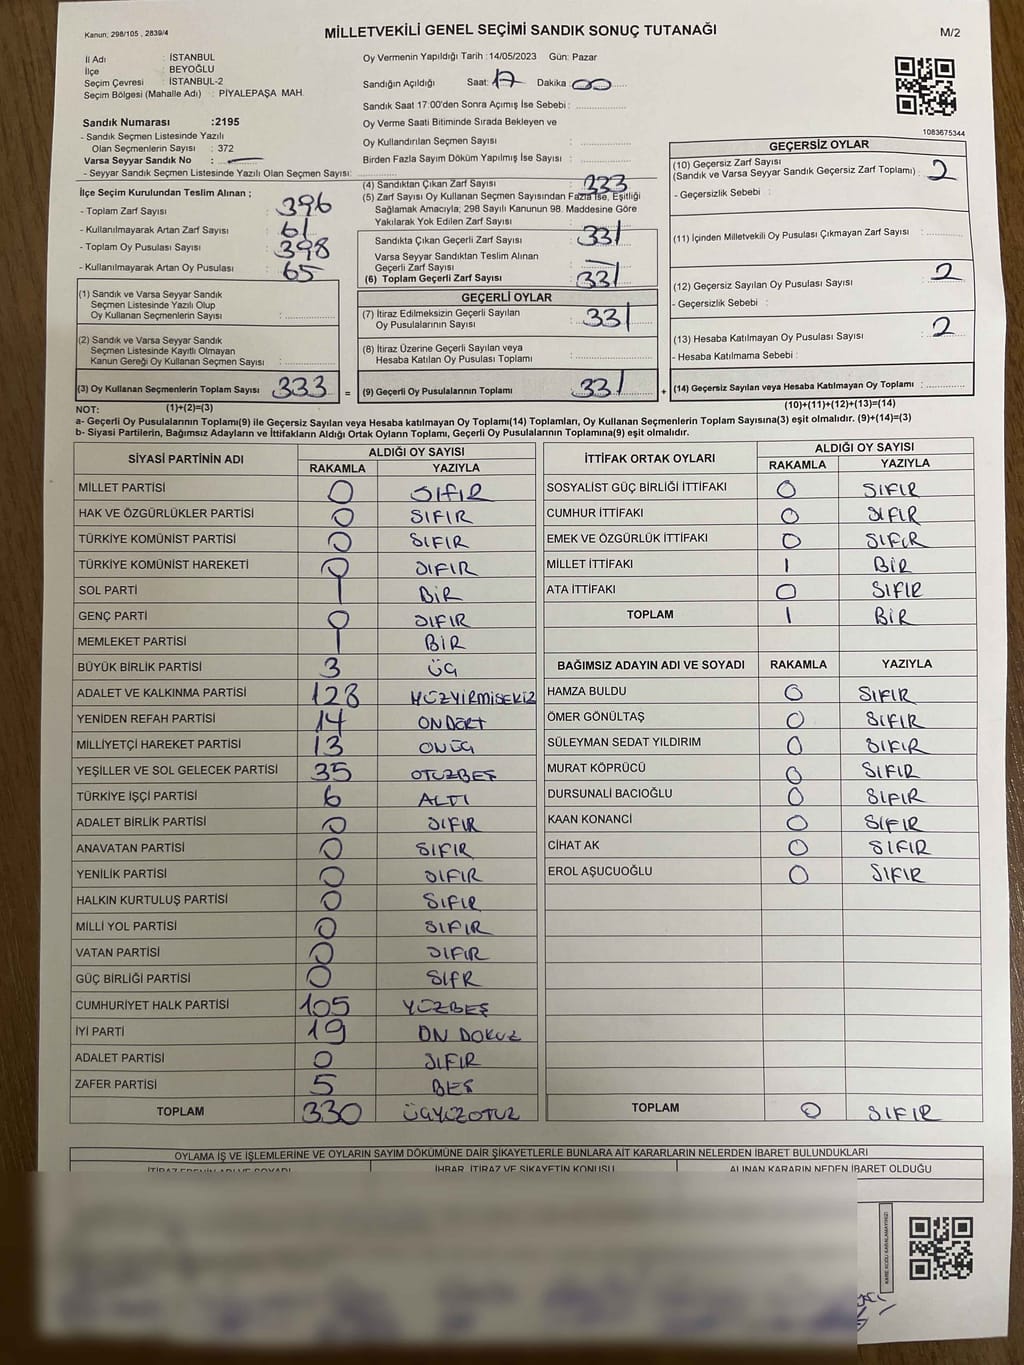 Kanun; 298/105 , 2839/4
MİLLETVEKİLİ GENEL SEÇİMİ SANDIK SONUÇ TUTANAĞI
M/2
İl Adı : İSTANBUL
İlçe : BEYOĞLU
Seçim Çevresi : İSTANBUL-2
Seçim Bölgesi (Mahalle Adı) : PİYALEPAŞA MAH.
Sandık Numarası :2195
- Sandık Seçmen Listesinde Yazılı
Olan Seçmenlerin Sayısı : 372
Varsa Seyyar Sandık No :
- Seyyar Sandık Seçmen Listesinde Yazılı Olan Seçmen Sayısı:
Oy Vermenin Yapıldığı Tarih :14/05/2023 Gün: Pazar
Sandığın Açıldığı Saat: 17 Dakika 00
Sandık Saat 17:00'den Sonra Açımış İse Sebebi :
Oy Verme Saati Bitiminde Sırada Bekleyen ve
Oy Kullandırılan Seçmen Sayısı :
Birden Fazla Sayım Döküm Yapılmış İse Sayısı :
1083675344
İlçe Seçim Kurulundan Teslim Alınan ;
- Toplam Zarf Sayısı : 396
- Kullanılmayarak Artan Zarf Sayısı : 61
- Toplam Oy Pusulası Sayısı : 398
- Kullanılmayarak Artan Oy Pusulası : 65
(1) Sandık ve Varsa Seyyar Sandık
Seçmen Listesinde Yazılı Olup
Oy Kullanan Seçmenlerin Sayısı :
(2) Sandık ve Varsa Seyyar Sandık
Seçmen Listesinde Kayıtlı Olmayan
Kanun Gereği Oy Kullanan Seçmen Sayısı :
(3) Oy Kullanan Seçmenlerin Toplam Sayısı : 333 =
(1)+(2)=(3)
(4) Sandıktan Çıkan Zarf Sayısı : 333
(5) Zarf Sayısı Oy Kullanan Seçmen Sayısından Fazla İse, Eşitliği
Sağlamak Amacıyla; 298 Sayılı Kanunun 98. Maddesine Göre
Yakılarak Yok Edilen Zarf Sayısı :
Sandıkta Çıkan Geçerli Zarf Sayısı : 331
Varsa Seyyar Sandıktan Teslim Alınan
Geçerli Zarf Sayısı :
(6) Toplam Geçerli Zarf Sayısı : 331
GEÇERLİ OYLAR
(7) İtiraz Edilmeksizin Geçerli Sayılan
Oy Pusulalarının Sayısı : 331
(8) İtiraz Üzerine Geçerli Sayılan veya
Hesaba Katılan Oy Pusulası Toplamı :
(9) Geçerli Oy Pusulalarının Toplamı : 331 +
GEÇERSİZ OYLAR
(10) Geçersiz Zarf Sayısı
(Sandık ve Varsa Seyyar Sandık Geçersiz Zarf Toplamı) : 2
- Geçersizlik Sebebi :
(11) İçinden Milletvekili Oy Pusulası Çıkmayan Zarf Sayısı :
(12) Geçersiz Sayılan Oy Pusulası Sayısı : 2
- Geçersizlik Sebebi :
(13) Hesaba Katılmayan Oy Pusulası Sayısı : 2
- Hesaba Katılmama Sebebi :
(14) Geçersiz Sayılan veya Hesaba Katılmayan Oy Toplamı :
(10)+(11)+(12)+(13)=(14)
NOT:
a- Geçerli Oy Pusulalarının Toplamı(9) ile Geçersiz Sayılan veya Hesaba katılmayan Oy Toplamı(14) Toplamları, Oy Kullanan Seçmenlerin Toplam Sayısına(3) eşit olmalıdır. (9)+(14)=(3)
b- Siyasi Partilerin, Bağımsız Adayların ve İttifakların Aldığı Ortak Oyların Toplamı, Geçerli Oy Pusulalarının Toplamına(9) eşit olmalıdır.
SİYASİ PARTİNİN ADI ALDIĞI OY SAYISI
RAKAMLA YAZIYLA
MİLLET PARTİSİ 0 SIFIR
HAK VE ÖZGÜRLÜKLER PARTİSİ 0 SIFIR
TÜRKİYE KOMÜNİST PARTİSİ 0 SIFIR
TÜRKİYE KOMÜNİST HAREKETİ 0 SIFIR
SOL PARTİ 1 BİR
GENÇ PARTİ 0 SIFIR
MEMLEKET PARTİSİ 1 BİR
BÜYÜK BİRLİK PARTİSİ 3 ÜÇ
ADALET VE KALKINMA PARTİSİ 128 YÜZYİRMİSEKİZ
YENİDEN REFAH PARTİSİ 14 ONDÖRT
MİLLİYETÇİ HAREKET PARTİSİ 13 ONÜÇ
YEŞİLLER VE SOL GELECEK PARTİSİ 35 OTUZBEŞ
TÜRKİYE İŞÇİ PARTİSİ 6 ALTI
ADALET BİRLİK PARTİSİ 0 SIFIR
ANAVATAN PARTİSİ 0 SIFIR
YENİLİK PARTİSİ 0 SIFIR
HALKIN KURTULUŞ PARTİSİ 0 SIFIR
MİLLİ YOL PARTİSİ 0 SIFIR
VATAN PARTİSİ 0 SIFIR
GÜÇ BİRLİĞİ PARTİSİ 0 SIFR
CUMHURİYET HALK PARTİSİ 105 YÜZBEŞ
İYİ PARTİ 19 ON DOKUZ
ADALET PARTİSİ 0 SIFIR
ZAFER PARTİSİ 5 BEŞ
TOPLAM 330 ÜÇYÜZOTUZ
İTTİFAK ORTAK OYLARI ALDIĞI OY SAYISI
RAKAMLA YAZIYLA
SOSYALİST GÜÇ BİRLİĞİ İTTİFAKI 0 SIFIR
CUMHUR İTTİFAKI 0 SIFIR
EMEK VE ÖZGÜRLÜK İTTİFAKI 0 SIFIR
MİLLET İTTİFAKI 1 BİR
ATA İTTİFAKI 0 SIFIR
TOPLAM 1 BİR
BAĞIMSIZ ADAYIN ADI VE SOYADI RAKAMLA YAZIYLA
HAMZA BULDU 0 SIFIR
ÖMER GÖNÜLTAŞ 0 SIFIR
SÜLEYMAN SEDAT YILDIRIM 0 SIFIR
MURAT KÖPRÜCÜ 0 SIFIR
DURSUNALİ BACIOĞLU 0 SIFIR
KAAN KONANCİ 0 SIFIR
CİHAT AK 0 SIFIR
EROL AŞUCUOĞLU 0 SIFIR
TOPLAM 0 SIFIR
OYLAMA İŞ VE İŞLEMLERİNE VE OYLARIN SAYIM DÖKÜMÜNE DAİR ŞİKAYETLERLE BUNLARA AİT KARARLARIN NELERDEN İBARET BULUNDUKLARI
İTİRAZ EDENİN ADI VE SOYADI İHBAR, İTİRAZ VE ŞİKAYETİN KONUSU ALINAN KARARIN NEDEN İBARET OLDUĞU